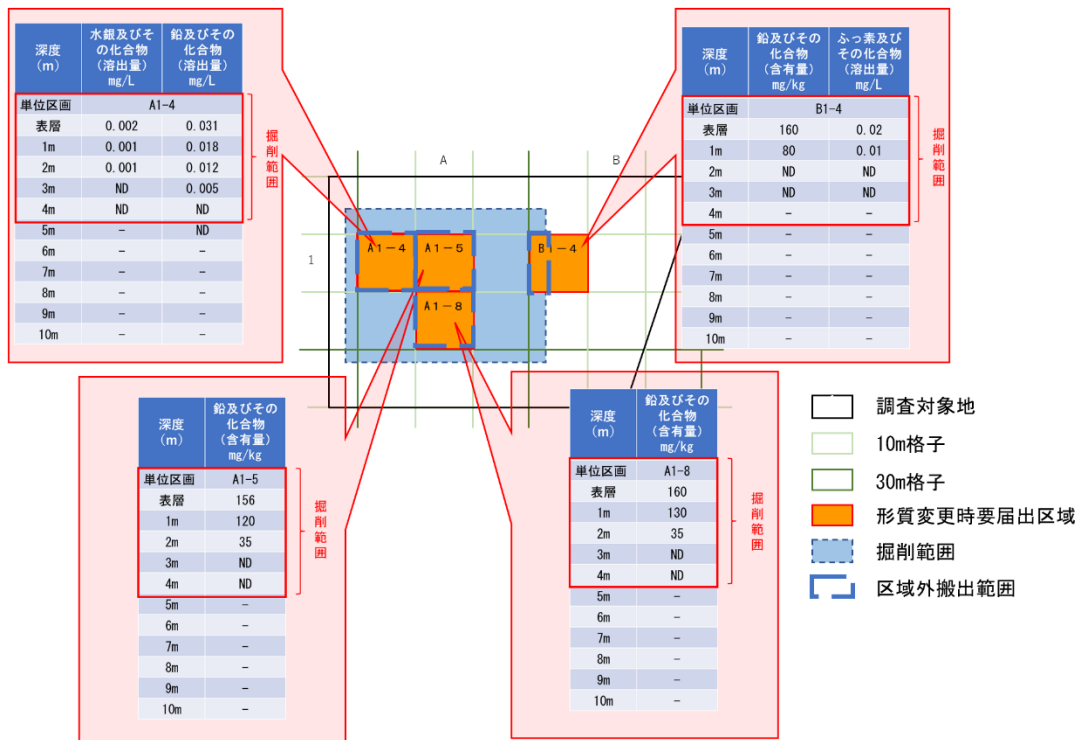 深度
（m）
水銀及びそ
の化合物
（溶出量）
mg/L
鉛及びその
化合物
（溶出量）
mg/L
単位区画 A1-4
表層 0.002 0.031
1m 0.001 0.018
2m 0.001 0.012
3m ND 0.005
4m ND ND
5m － ND
6m － －
7m － －
8m － －
9m － －
10m － －
掘削範囲
深度
（m）
鉛及びその
化合物
（含有量）
mg/kg
ふっ素及び
その化合物
（溶出量）
mg/L
単位区画 B1-4
表層 160 0.02
1m 80 0.01
2m ND ND
3m ND ND
4m － －
5m － －
6m － －
7m － －
8m － －
9m － －
10m － －
掘削範囲
A B
1
A1－4 A1－5 B1－4
A1－8
深度
（m）
鉛及びその
化合物
（含有量）
mg/kg
単位区画 A1-5
表層 156
1m 120
2m 35
3m ND
4m ND
5m －
6m －
7m －
8m －
9m －
10m －
掘削範囲
深度
（m）
鉛及びその
化合物
（含有量）
mg/kg
単位区画 A1-8
表層 160
1m 130
2m 35
3m ND
4m ND
5m －
6m －
7m －
8m －
9m －
10m －
掘削範囲
調査対象地
10m格子
30m格子
形質変更時要届出区域
掘削範囲
区域外搬出範囲